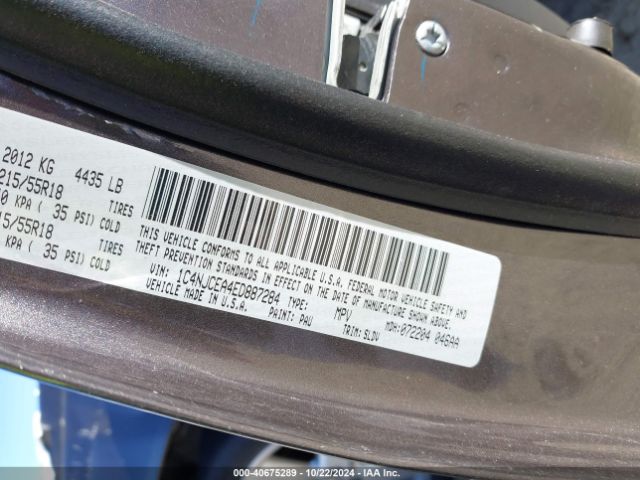 2012 KG 4435 LB
215/55R18 TIRES
KPA ( 35 PSI) COLD
15/55R18 TIRES
KPA ( 35 PSI) COLD
THIS VEHICLE CONFORMS TO ALL APPLICABLE U.S.A. FEDERAL MOTOR VEHICLE SAFETY AND
THEFT PREVENTION STANDARDS IN EFFECT ON THE DATE OF MANUFACTURE SHOWN ABOVE.
VIN: 1C4NJCEA4ED887284 TYPE: MPV
VEHICLE MADE IN U.S.A. PAINT: PAU MDH: 072204 046AA
TRIM: SLDV
000-40675289 - 10/22/2024 - IAA Inc.